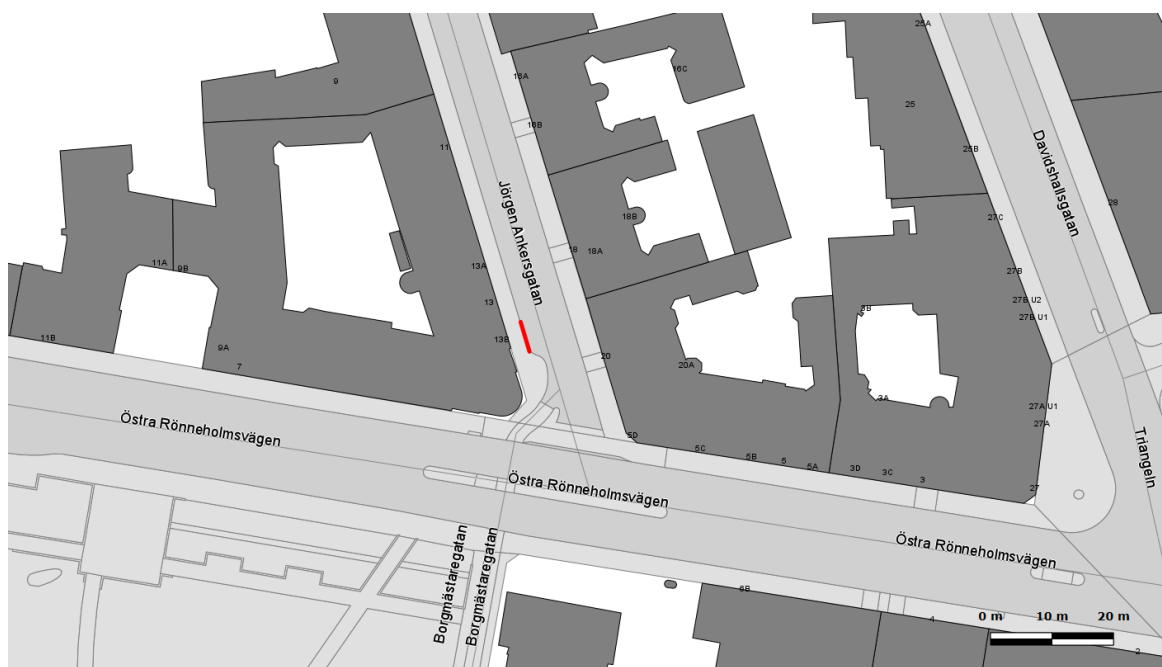 25A
16A
16C
9
25
16B
11
25B
Jörgen Ankersgatan
Davidshallsgatan
28
18B
27C
18
18A
11A
9B
13A
27B
13
27B U2
3B
27B U1
11B
13B
9A
20
7
20A
3A
27A U1
27A
Östra Rönneholmsvägen
5D
5C
5B
5
5A
3D
3C
3
27
Triangeln
Östra Rönneholmsvägen
Östra Rönneholmsvägen
Borgmästaregatan
Borgmästaregatan
6B
4
2
0 m 10 m 20 m